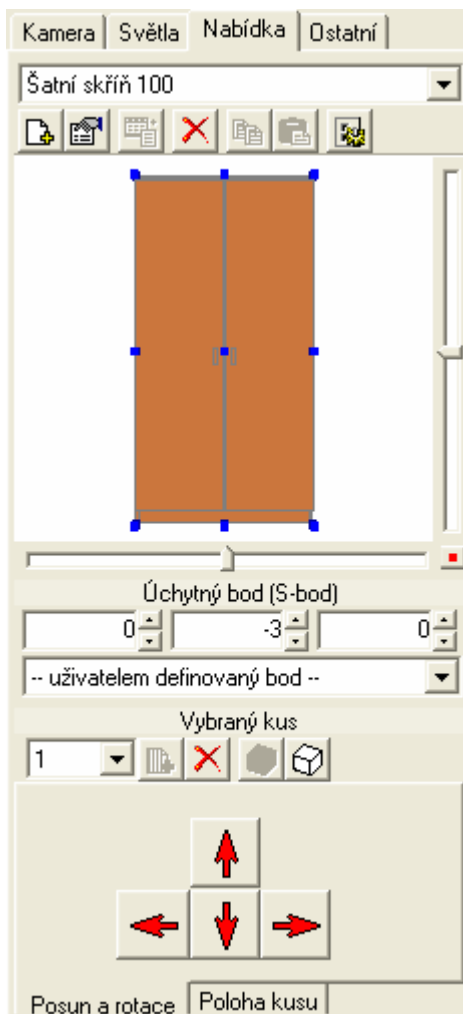 Kamera Světla Nabídka Ostatní
Šatní skříň 100
Úchytný bod (S-bod)
0 -3 0
-- uživatelem definovaný bod --
Vybraný kus
1
Posun a rotace Poloha kusu